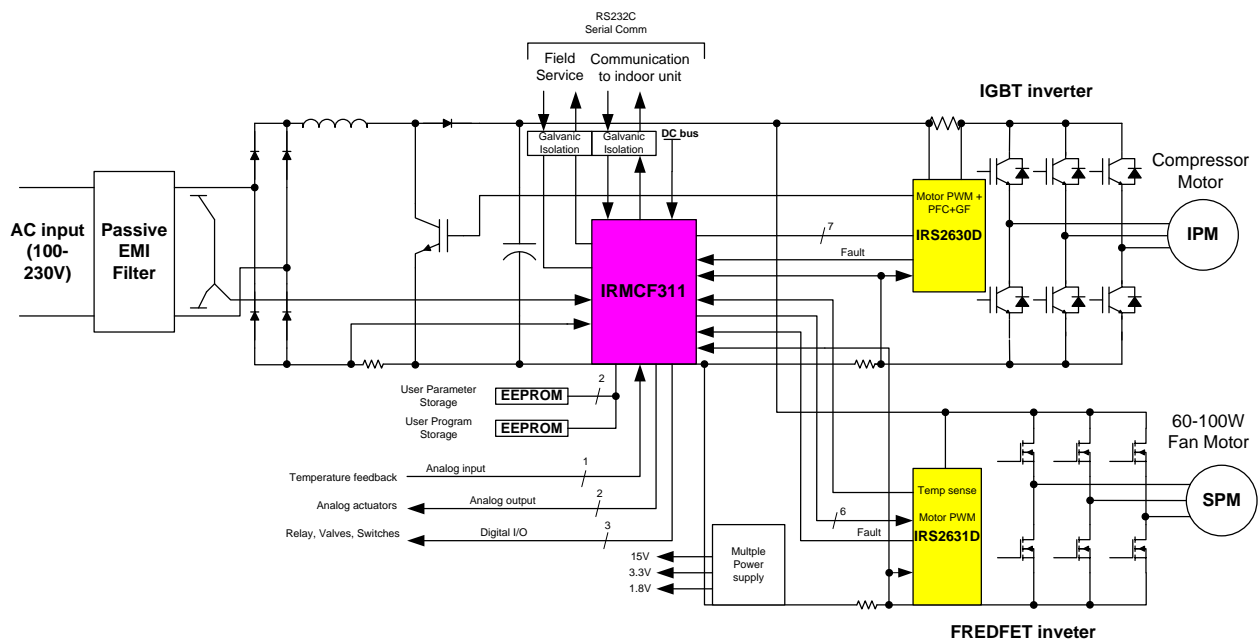 RS232C
Serial Comm
Field
Service
Communication
to indoor unit
IGBT inverter
Galvanic
Isolation
Galvanic
Isolation
DC bus
Compressor
Motor
Motor PWM +
PFC+GF
IRS2630D
AC input
(100-
230V)
Passive
EMI
Filter
7
IPM
Fault
IRMCF311
User Parameter
Storage
EEPROM
2
User Program
Storage
EEPROM
60-100W
Fan Motor
Temperature feedback
Analog input
1
Temp sense
SPM
Analog actuators
Analog output
2
6
Motor PWM
IRS2631D
Relay, Valves, Switches
Digital I/O
3
Fault
15V
3.3V
1.8V
Multple
Power
supply
FREDFET inveter